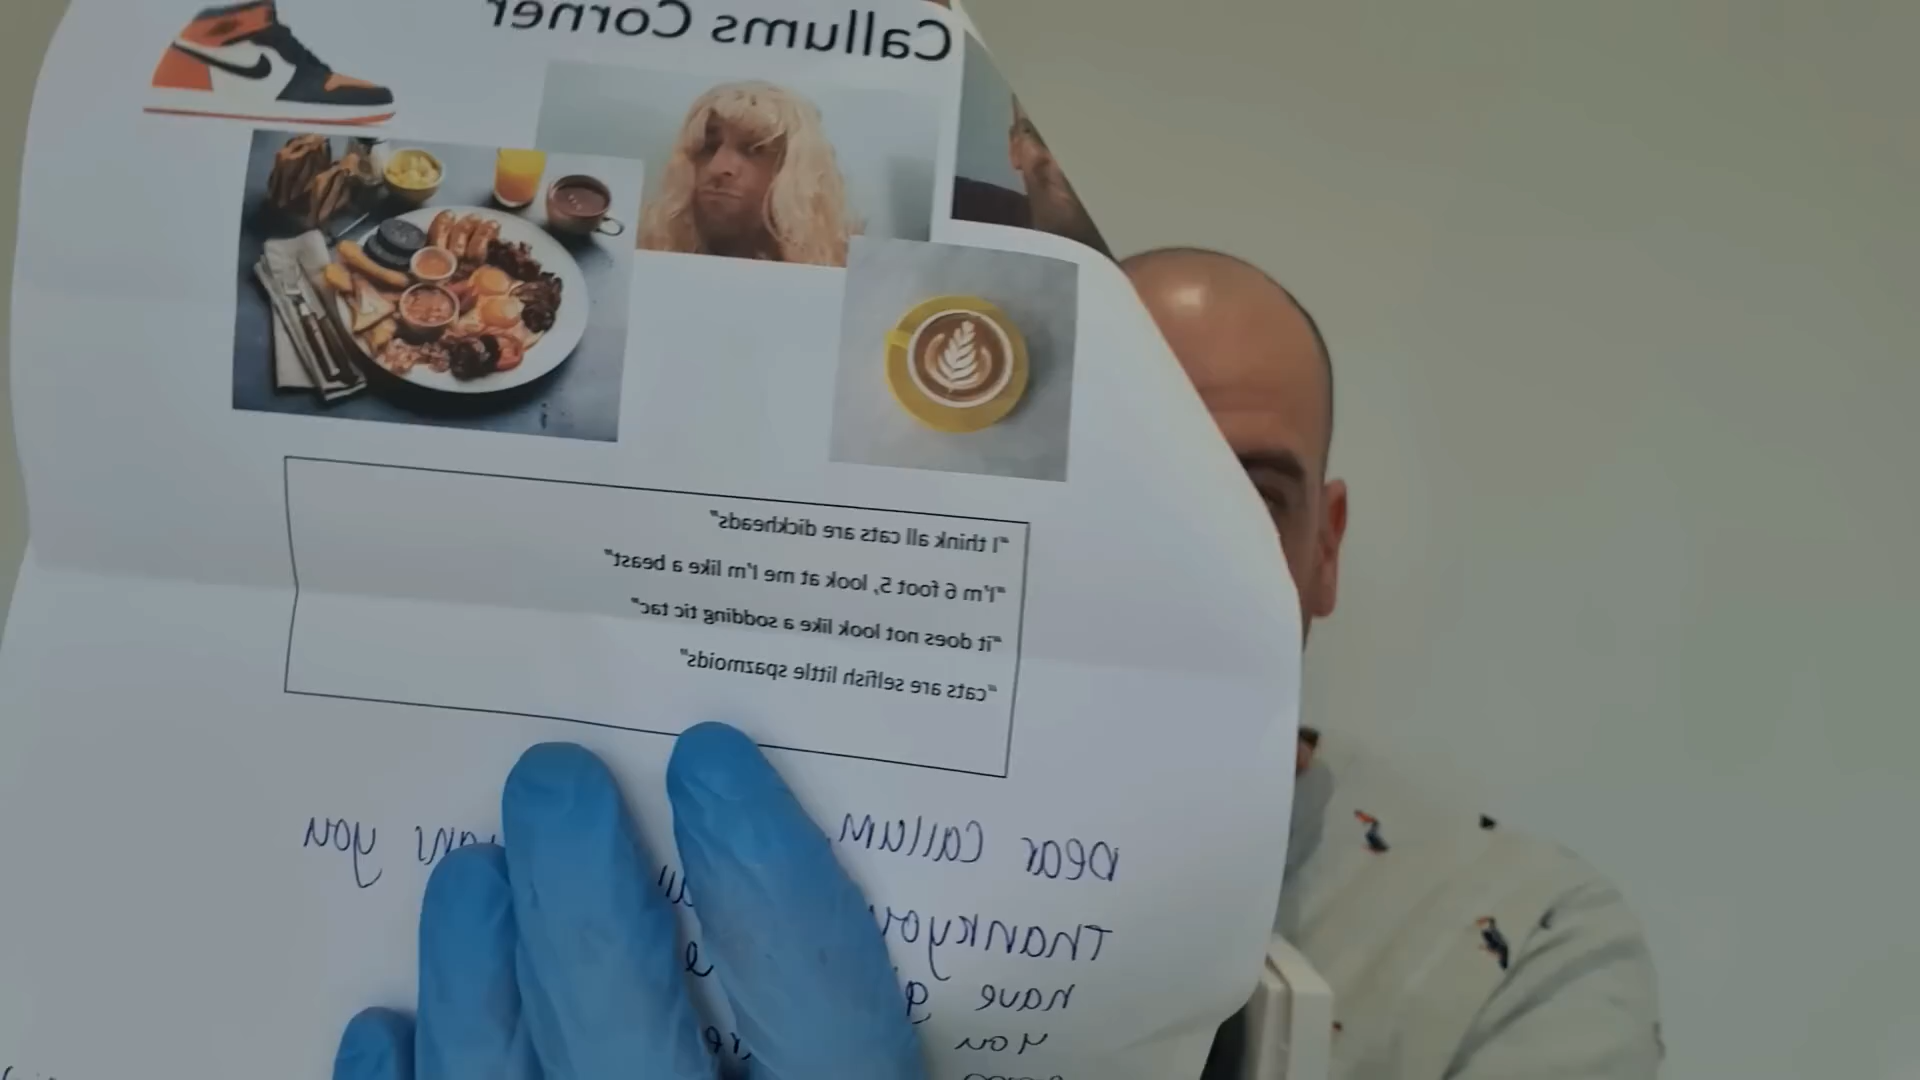 Callums Corner
"I think all cats are dickheads"
"I'm 6 foot 5, look at me I'm like a beast"
"it does not look like a sodding tic tac"
"cats are selfish little spazmoids"
Dear Callum, you
Thankyou
have
you